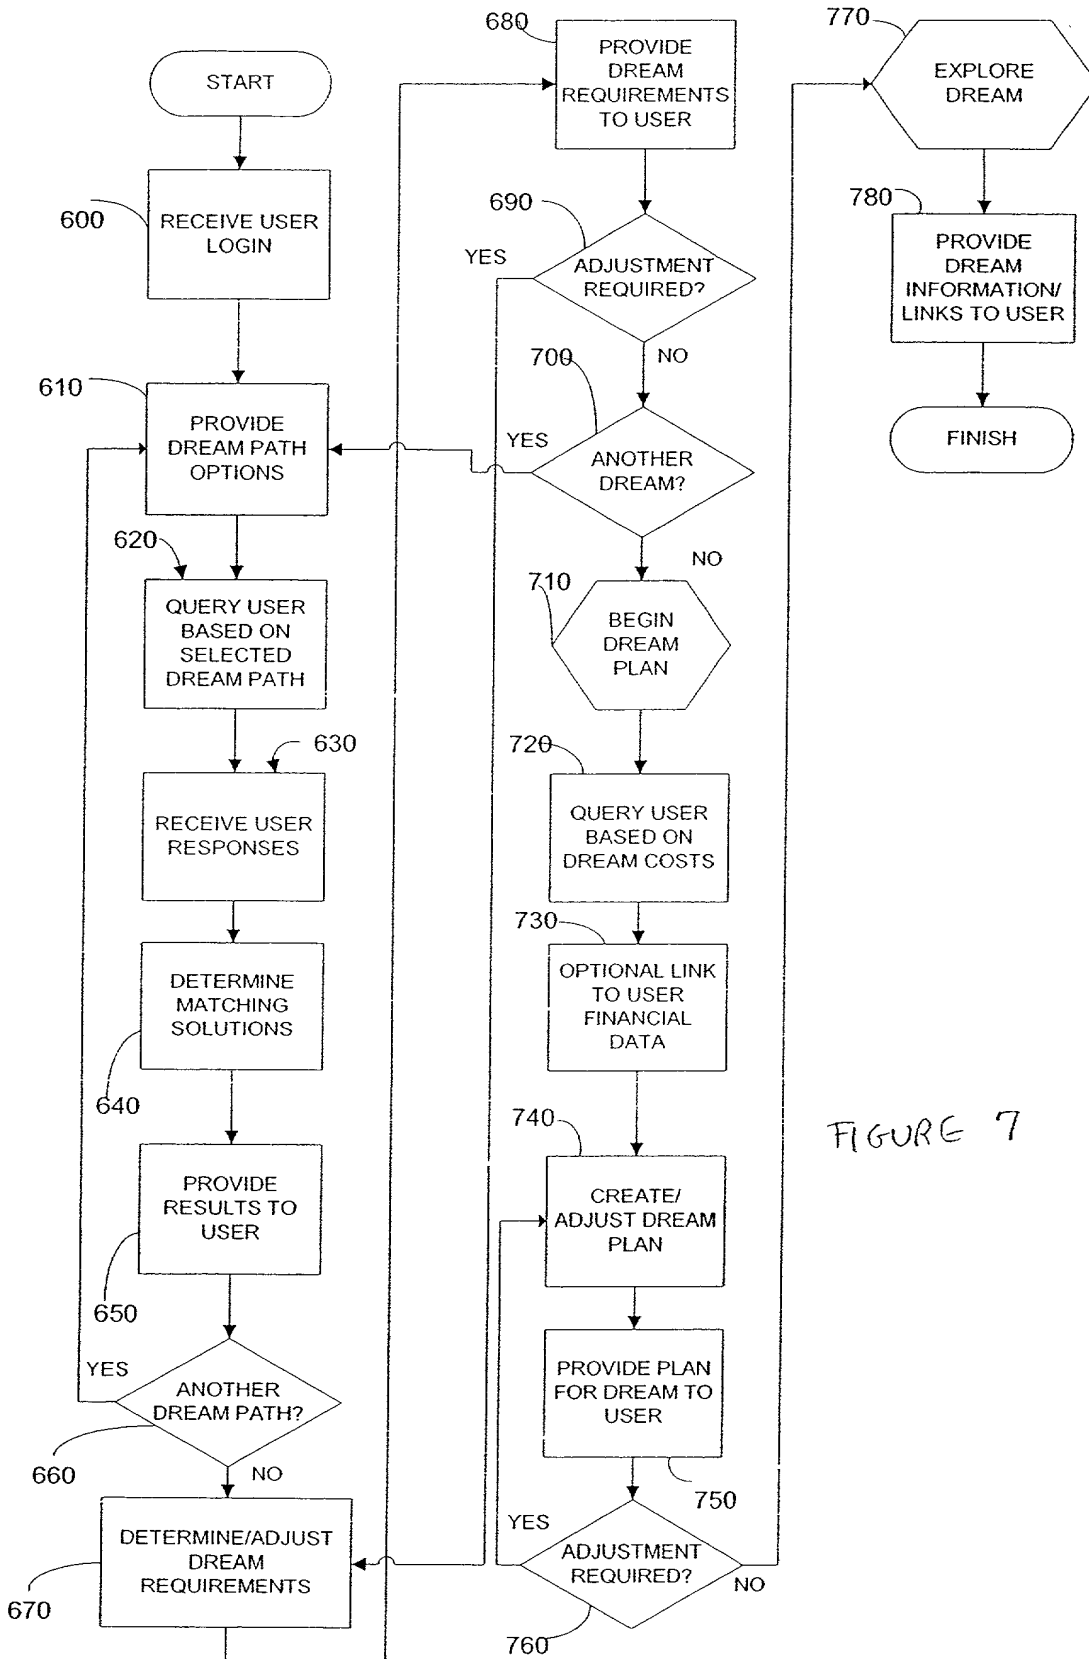 START
600
RECEIVE USER
LOGIN
610
PROVIDE
DREAM PATH
OPTIONS
620
QUERY USER
BASED ON
SELECTED
DREAM PATH
630
RECEIVE USER
RESPONSES
DETERMINE
MATCHING
SOLUTIONS
640
PROVIDE
RESULTS TO
USER
650
YES
ANOTHER
DREAM PATH?
660
NO
DETERMINE/ADJUST
DREAM
REQUIREMENTS
670
680
PROVIDE
DREAM
REQUIREMENTS
TO USER
690
YES
ADJUSTMENT
REQUIRED?
NO
700
YES
ANOTHER
DREAM?
NO
710
BEGIN
DREAM
PLAN
720
QUERY USER
BASED ON
DREAM COSTS
730
OPTIONAL LINK
TO USER
FINANCIAL
DATA
740
CREATE/
ADJUST DREAM
PLAN
PROVIDE PLAN
FOR DREAM TO
USER
750
YES
ADJUSTMENT
REQUIRED?
NO
760
770
EXPLORE
DREAM
780
PROVIDE
DREAM
INFORMATION/
LINKS TO USER
FINISH
FIGURE 7